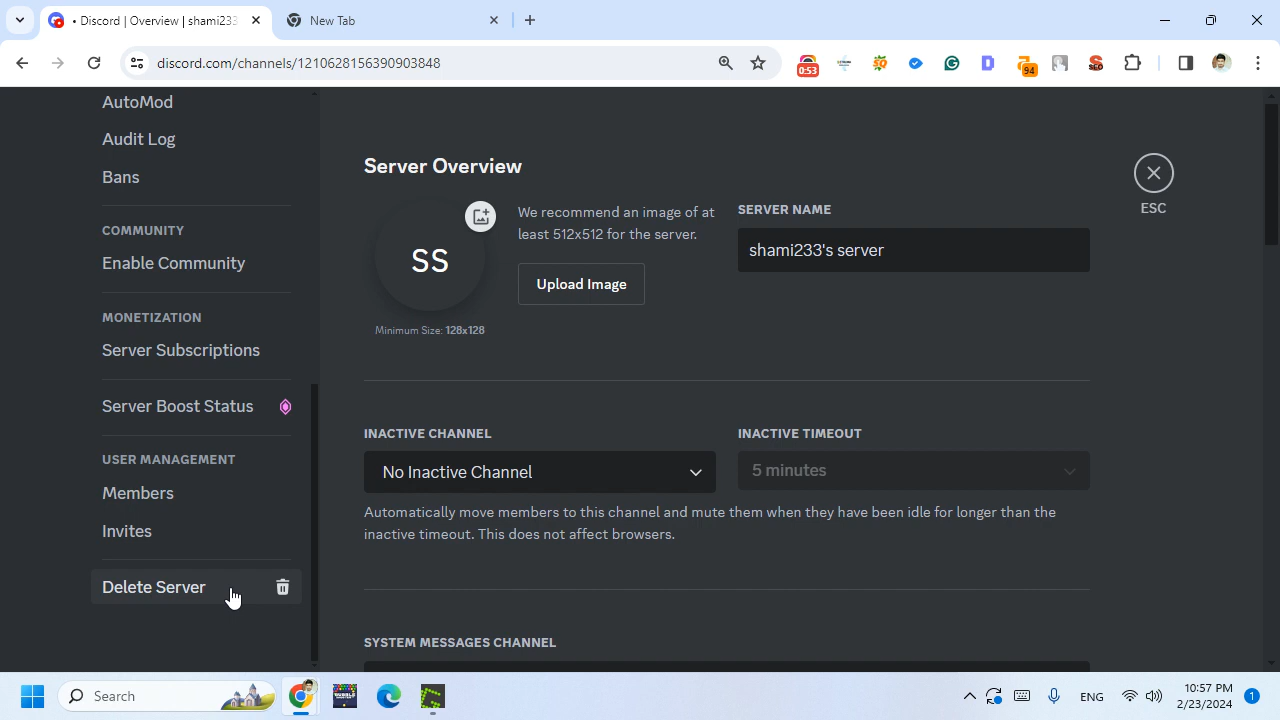 • Discord | Overview | shami233
New Tab
discord.com/channels/1210628156390903848
0:53
94
SEO
AutoMod
Audit Log
Bans
COMMUNITY
Enable Community
MONETIZATION
Server Subscriptions
Server Boost Status
USER MANAGEMENT
Members
Invites
Delete Server
Server Overview
SS
Minimum Size: 128x128
We recommend an image of at
least 512x512 for the server.
Upload Image
SERVER NAME
shami233's server
ESC
INACTIVE CHANNEL
No Inactive Channel
INACTIVE TIMEOUT
5 minutes
Automatically move members to this channel and mute them when they have been idle for longer than the
inactive timeout. This does not affect browsers.
SYSTEM MESSAGES CHANNEL
Search
ENG
10:57 PM
2/23/2024
1